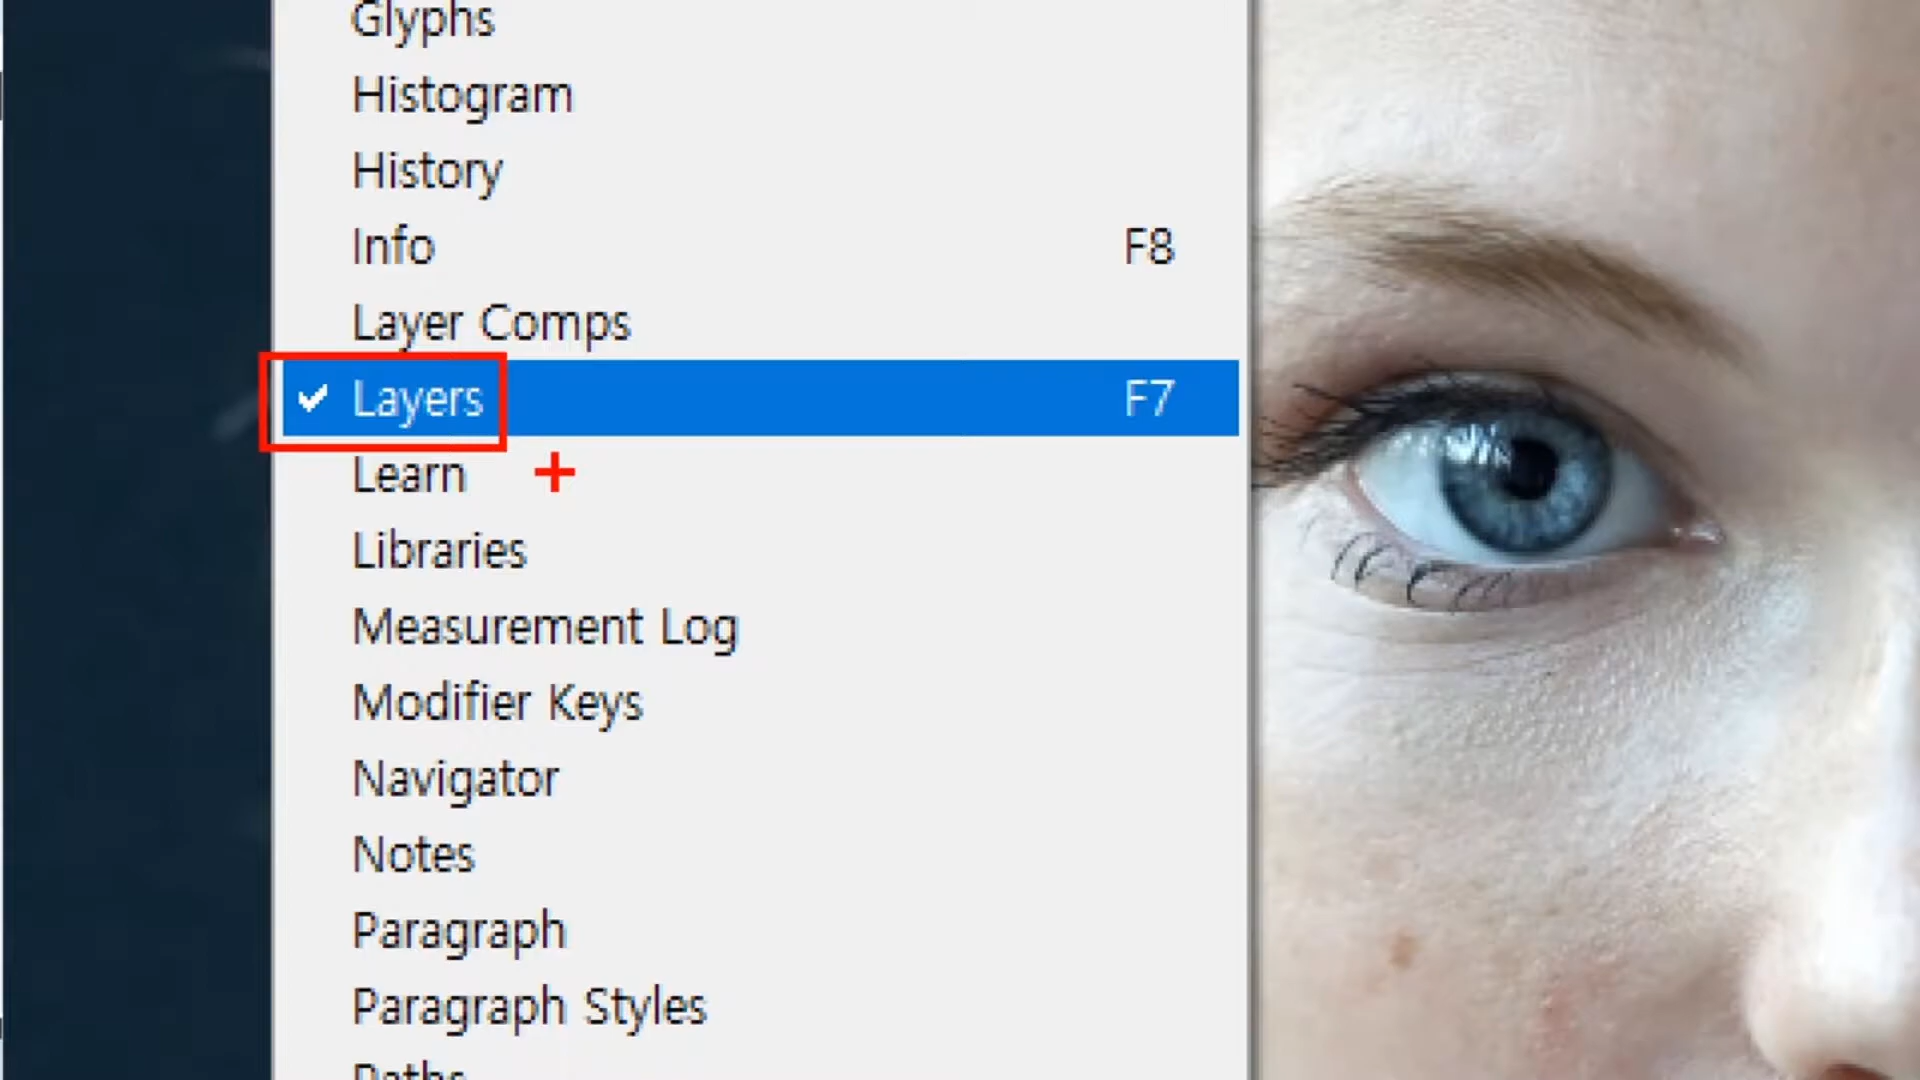 Glyphs
Histogram
History
Info F8
Layer Comps
Layers F7
Learn
Libraries
Measurement Log
Modifier Keys
Navigator
Notes
Paragraph
Paragraph Styles
Paths